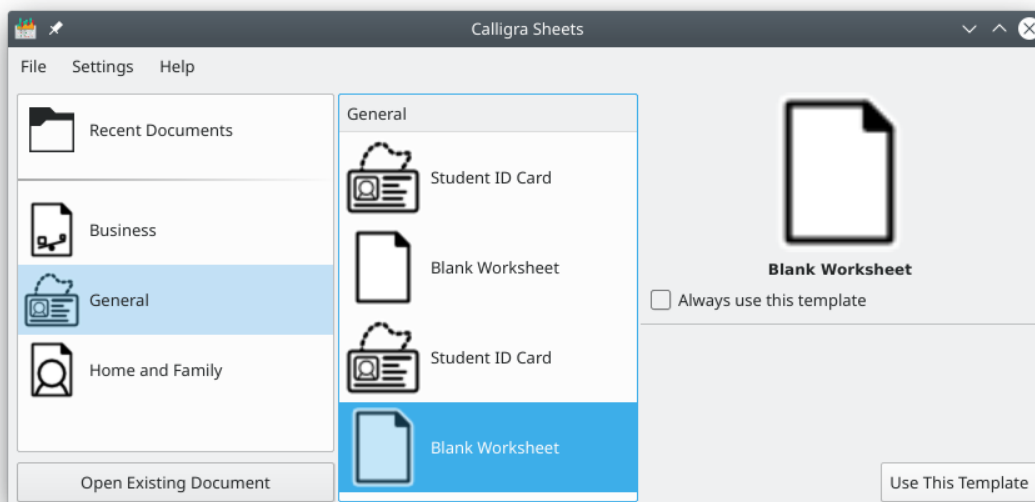 Calligra Sheets
File Settings Help
Recent Documents
Business
General
Home and Family
Open Existing Document
General
Student ID Card
Blank Worksheet
Student ID Card
Blank Worksheet
Blank Worksheet
Always use this template
Use This Template